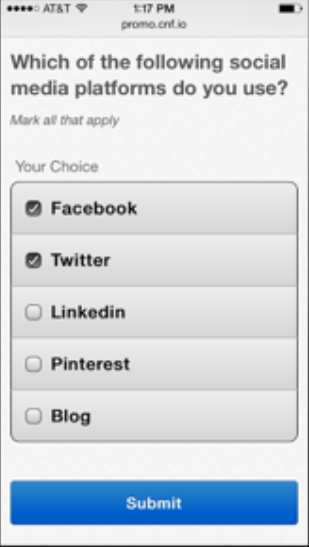 AT&T 1:17 PM
promo.cnf.io
Which of the following social
media platforms do you use?
Mark all that apply
Your Choice
Facebook
Twitter
Linkedin
Pinterest
Blog
Submit